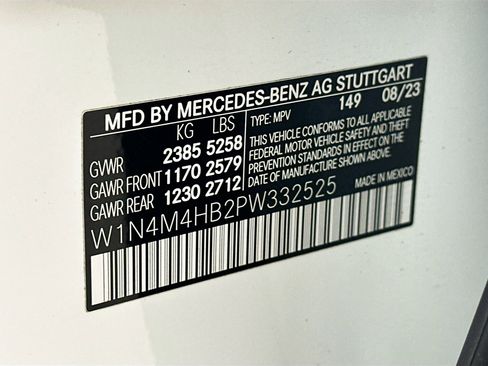 MFD BY MERCEDES-BENZ AG STUTTGART
KG LBS
TYPE: MPV 149 08/23
GVWR 2385 5258
GAWR FRONT 1170 2579
GAWR REAR 1230 2712
THIS VEHICLE CONFORMS TO ALL APPLICABLE
FEDERAL MOTOR VEHICLE SAFETY AND THEFT
PREVENTION STANDARDS IN EFFECT ON THE
DATE OF MANUFACTURE SHOWN ABOVE.
MADE IN MEXICO
W1N4M4HB2PW332525